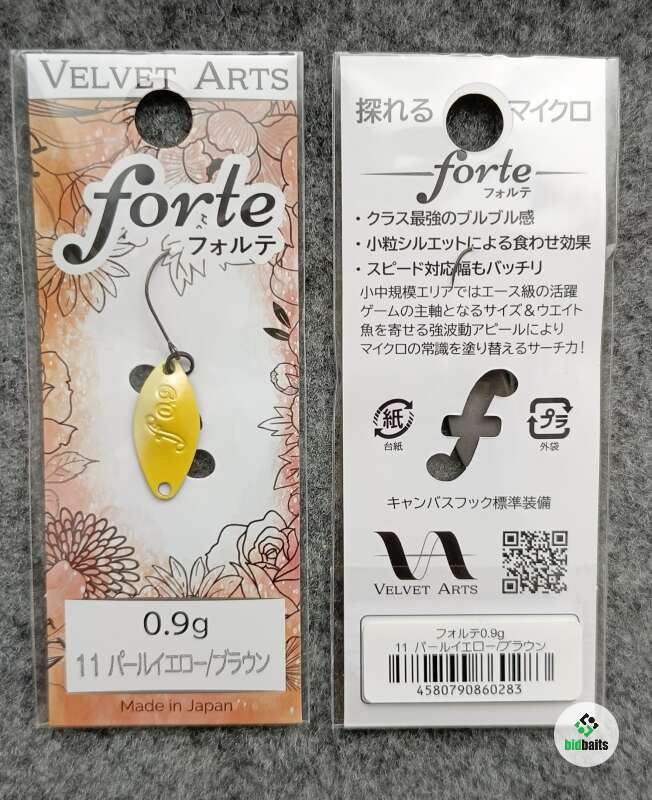 VELVET ARTS
forte
フォルテ
0.9
f
0.9g
11 パールイエロー/ブラウン
Made in Japan
探れる マイクロ
forte
フォルテ
・クラス最強のブルブル感
・小粒シルエットによる食わせ効果
・スピード対応幅もバッチリ
小中規模エリアではエース級の活躍
ゲームの主軸となるサイズ＆ウエイト
魚を寄せる強波動アピールにより
マイクロの常識を塗り替えるサーチ力！
紙
台紙
プラ
外袋
キャンバスフック標準装備
VELVET ARTS
フォルテ0.9g
11 パールイエロー/ブラウン
4580790860283
bidbaits